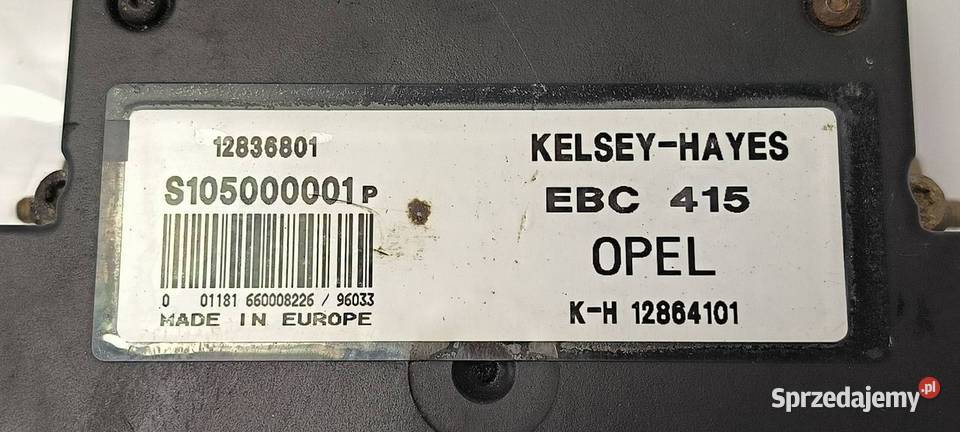 12836801
S105000001P
0 01181 660008226 / 96033
MADE IN EUROPE
KELSEY-HAYES
EBC 415
OPEL
K-H 12864101
Sprzedajemy.pl